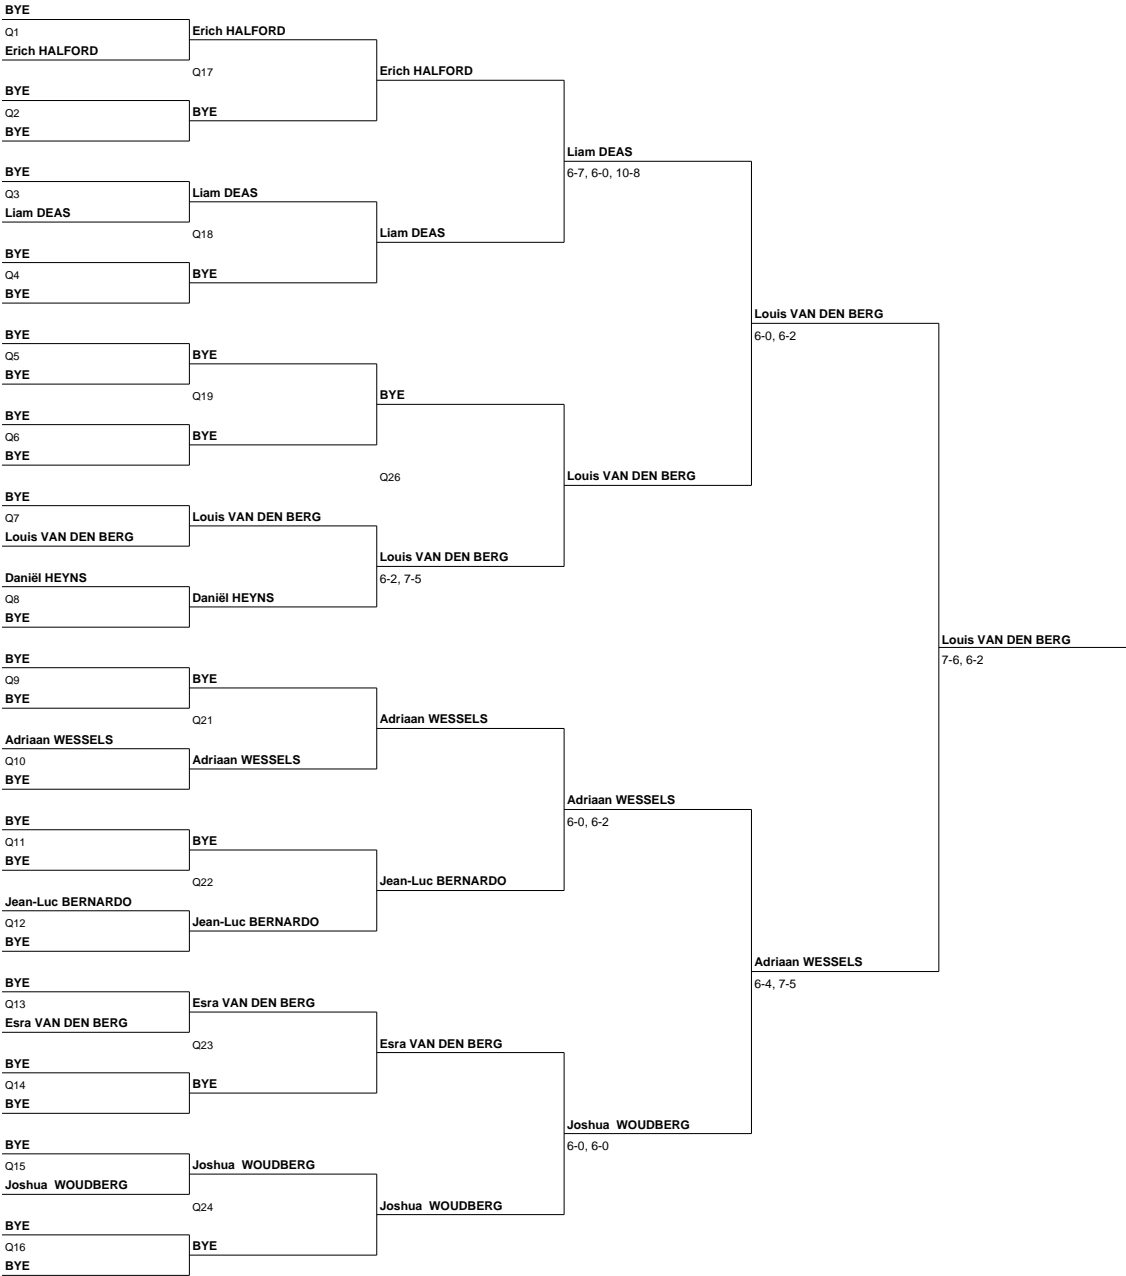 BYE
Q1
Erich HALFORD
BYE
Q2
BYE
BYE
Q3
Liam DEAS
BYE
Q4
BYE
BYE
Q5
BYE
BYE
Q6
BYE
BYE
Q7
Louis VAN DEN BERG
Daniël HEYNS
Q8
BYE
BYE
Q9
BYE
Adriaan WESSELS
Q10
BYE
BYE
Q11
BYE
Jean-Luc BERNARDO
Q12
BYE
BYE
Q13
Esra VAN DEN BERG
BYE
Q14
BYE
BYE
Q15
Joshua WOUDBERG
BYE
Q16
BYE
Erich HALFORD
Q17
BYE
Liam DEAS
Q18
BYE
BYE
Q19
BYE
Louis VAN DEN BERG
Daniël HEYNS
BYE
Q21
Adriaan WESSELS
BYE
Q22
Jean-Luc BERNARDO
Esra VAN DEN BERG
Q23
BYE
Joshua WOUDBERG
Q24
BYE
Erich HALFORD
Liam DEAS
BYE
Q26
Louis VAN DEN BERG
6-2, 7-5
Adriaan WESSELS
Jean-Luc BERNARDO
Esra VAN DEN BERG
Joshua WOUDBERG
Liam DEAS
6-7, 6-0, 10-8
Louis VAN DEN BERG
Adriaan WESSELS
6-0, 6-2
Joshua WOUDBERG
6-0, 6-0
Louis VAN DEN BERG
6-0, 6-2
Adriaan WESSELS
6-4, 7-5
Louis VAN DEN BERG
7-6, 6-2